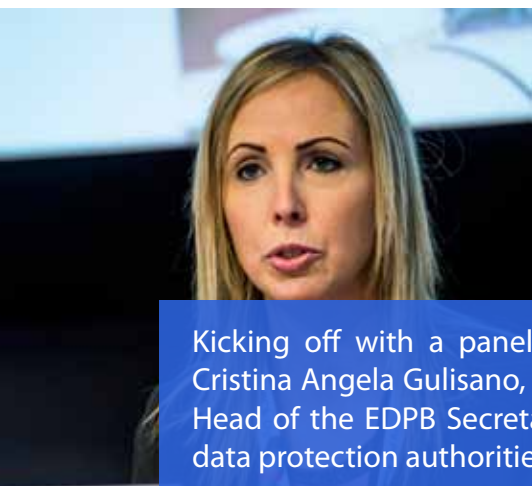 Kicking off with a panel
Cristina Angela Gulisano,
Head of the EDPB
data protection